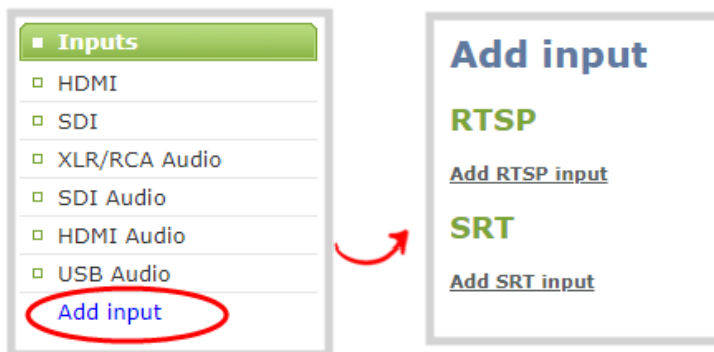 Inputs
HDMI
SDI
XLR/RCA Audio
SDI Audio
HDMI Audio
USB Audio
Add input
Add input
RTSP
Add RTSP input
SRT
Add SRT input